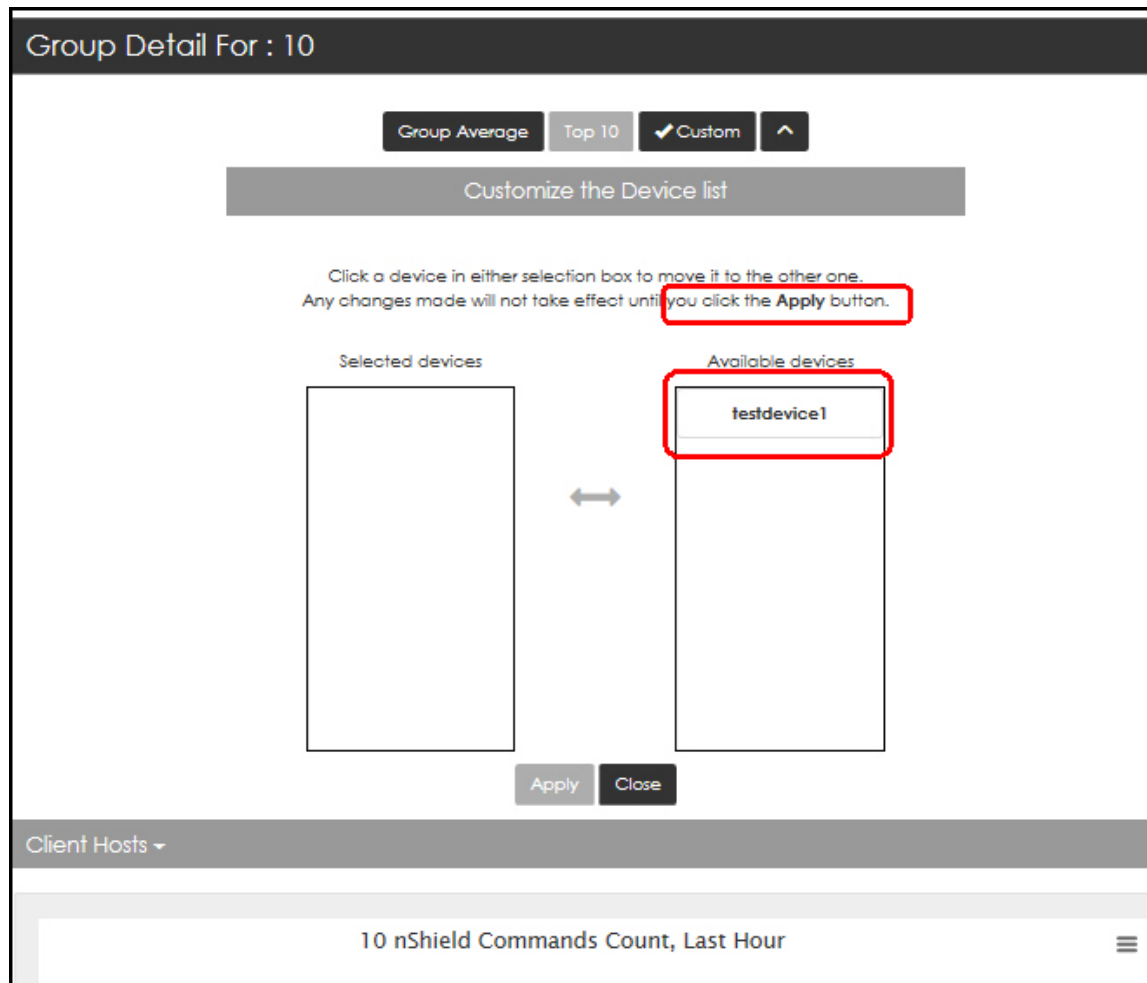 Group Detail For : 10
Group Average Top 10 ✔Custom
Customize the Device list
Click a device in either selection box to move it to the other one.
Any changes made will not take effect until you click the Apply button.
Selected devices Available devices
testdevice1
Apply Close
Client Hosts
10 nShield Commands Count, Last Hour